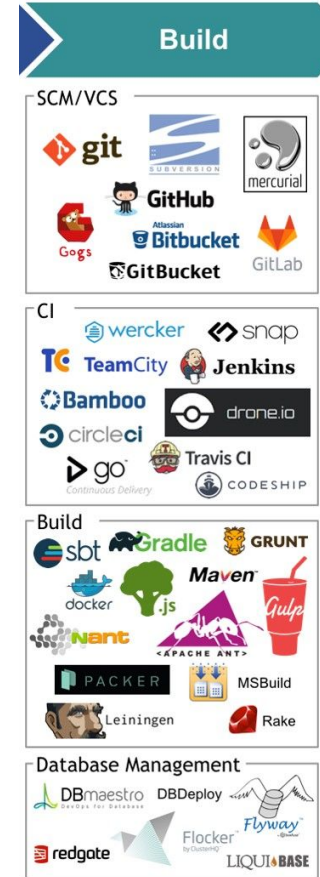 Build
SCM/VCS
git
SUBVERSION
mercurial
GitHub
Gogs
Atlassian
Bitbucket
GitLab
GitBucket
CI
wercker
snap
TC TeamCity
Jenkins
Bamboo
drone.io
circleci
go
Continuous Delivery
Travis CI
CODESHIP
Build
sbt
Gradle
GRUNT
docker
.js
Maven™
Gulp
Nant
<APACHE ANT>
PACKER
MSBuild
Leiningen
Rake
Database Management
DBmaestro
DevOps for Database
DBDeploy
Flyway
redgate
Flocker
by ClusterHQ
LIQUIBASE